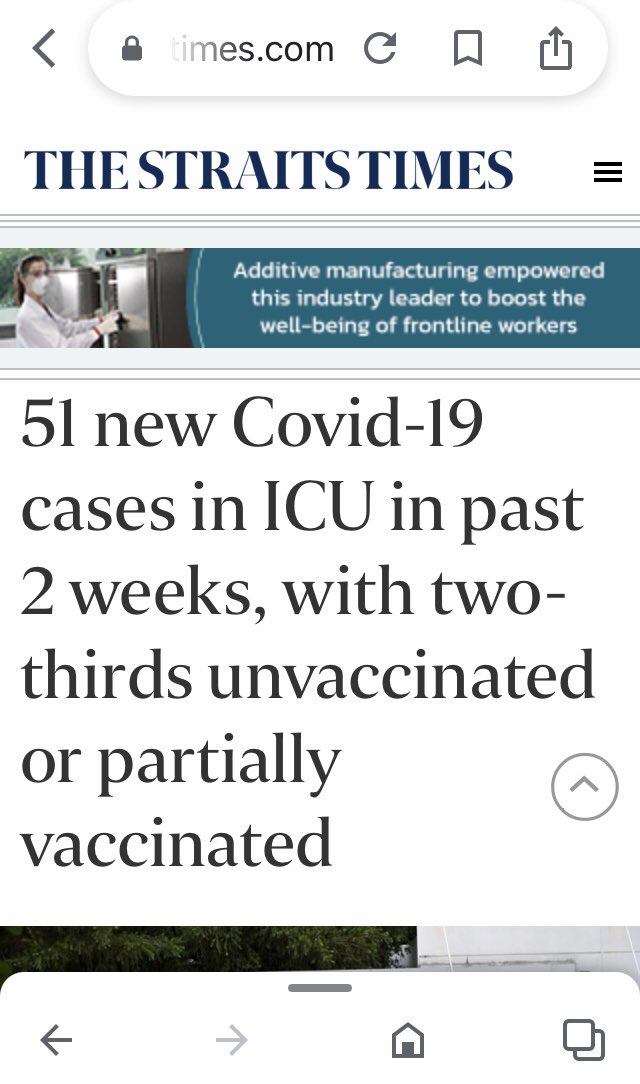 times.com
THE STRAITS TIMES
Additive manufacturing empowered
this industry leader to boost the
well-being of frontline workers
51 new Covid-19
cases in ICU in past
2 weeks, with two-
thirds unvaccinated
or partially
vaccinated